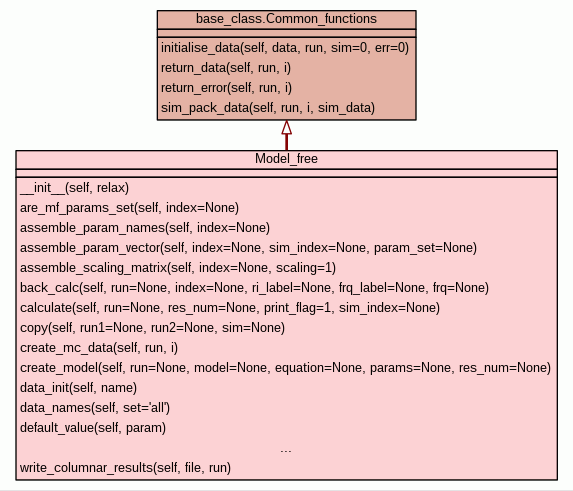 base_class.Common_functions
initialise_data(self, data, run, sim=0, err=0)
return_data(self, run, i)
return_error(self, run, i)
sim_pack_data(self, run, i, sim_data)
Model_free
__init__(self, relax)
are_mf_params_set(self, index=None)
assemble_param_names(self, index=None)
assemble_param_vector(self, index=None, sim_index=None, param_set=None)
assemble_scaling_matrix(self, index=None, scaling=1)
back_calc(self, run=None, index=None, ri_label=None, frq_label=None, frq=None)
calculate(self, run=None, res_num=None, print_flag=1, sim_index=None)
copy(self, run1=None, run2=None, sim=None)
create_mc_data(self, run, i)
create_model(self, run=None, model=None, equation=None, params=None, res_num=None)
data_init(self, name)
data_names(self, set='all')
default_value(self, param)
...
write_columnar_results(self, file, run)